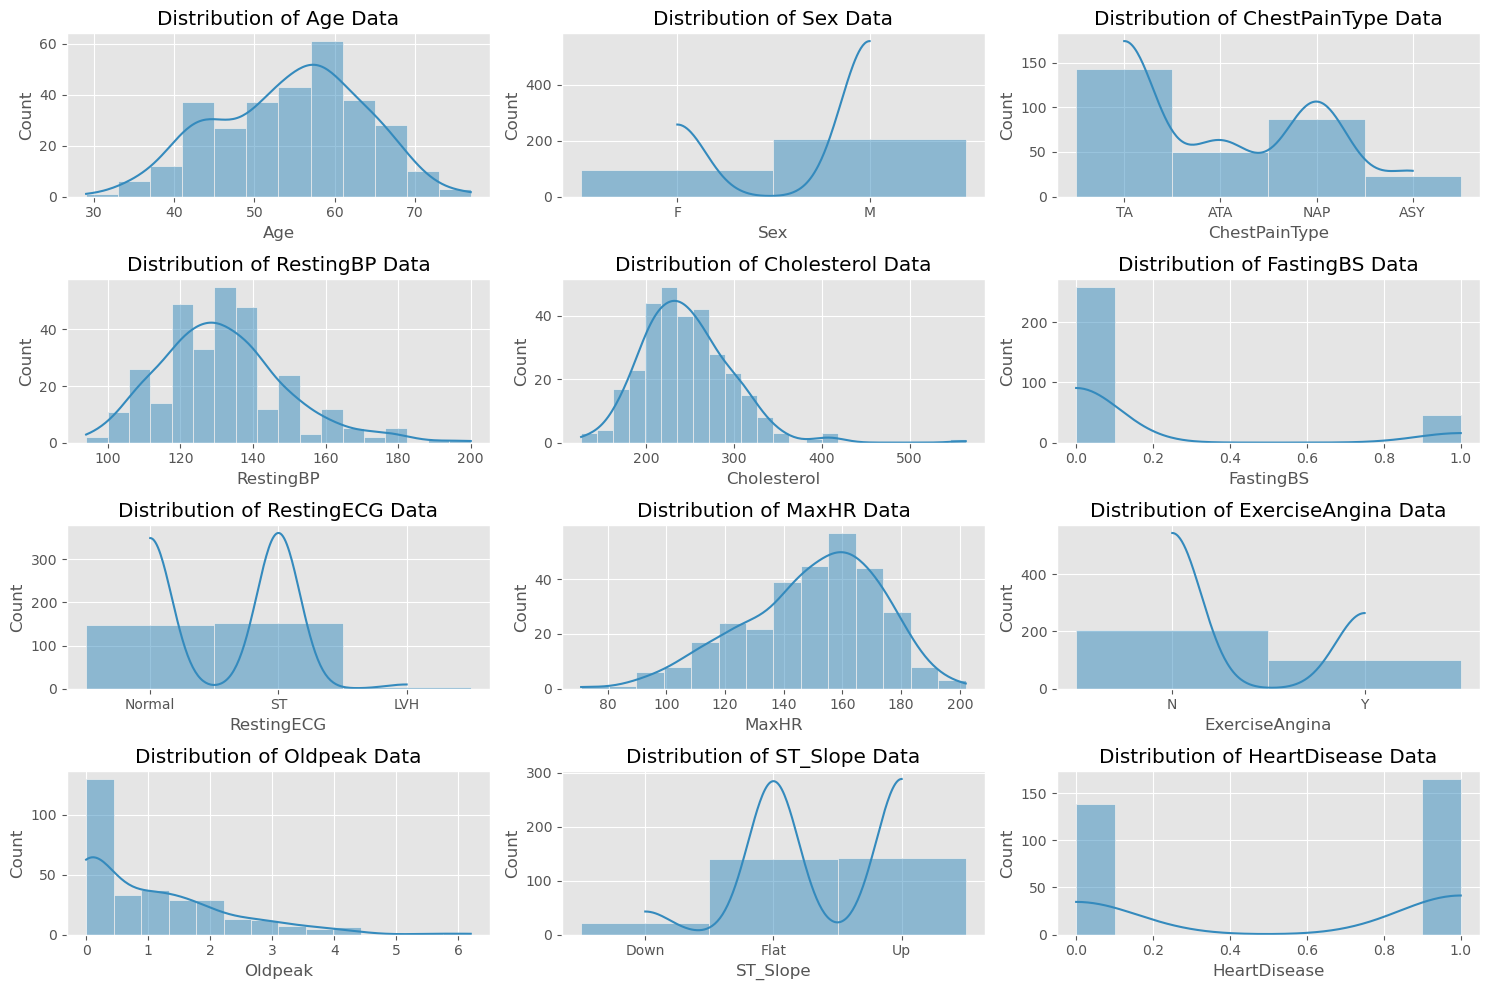 Distribution of Age Data
60
40
20
0
Count
30 40 50 60 70
Age
Distribution of Sex Data
400
200
0
Count
F M
Sex
Distribution of ChestPainType Data
150
100
50
0
Count
TA ATA NAP ASY
ChestPainType
Distribution of RestingBP Data
40
20
0
Count
100 120 140 160 180 200
RestingBP
Distribution of Cholesterol Data
40
20
0
Count
200 300 400 500
Cholesterol
Distribution of FastingBS Data
200
100
0
Count
0.0 0.2 0.4 0.6 0.8 1.0
FastingBS
Distribution of RestingECG Data
300
200
100
0
Count
Normal ST LVH
RestingECG
Distribution of MaxHR Data
40
20
0
Count
80 100 120 140 160 180 200
MaxHR
Distribution of ExerciseAngina Data
400
200
0
Count
N Y
ExerciseAngina
Distribution of Oldpeak Data
100
50
0
Count
0 1 2 3 4 5 6
Oldpeak
Distribution of ST_Slope Data
300
200
100
0
Count
Down Flat Up
ST_Slope
Distribution of HeartDisease Data
150
100
50
0
Count
0.0 0.2 0.4 0.6 0.8 1.0
HeartDisease